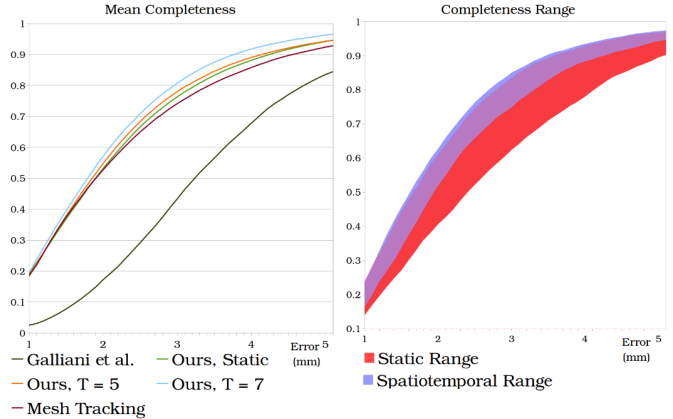 Mean Completeness
1
0.9
0.8
0.7
0.6
0.5
0.4
0.3
0.2
0.1
0
1 2 3 4 5
Error
(mm)
Galliani et al.
Ours, Static
Ours, T = 5
Ours, T = 7
Mesh Tracking
Completeness Range
1
0.9
0.8
0.7
0.6
0.5
0.4
0.3
0.2
0.1
1 2 3 4 5
Error
(mm)
Static Range
Spatiotemporal Range